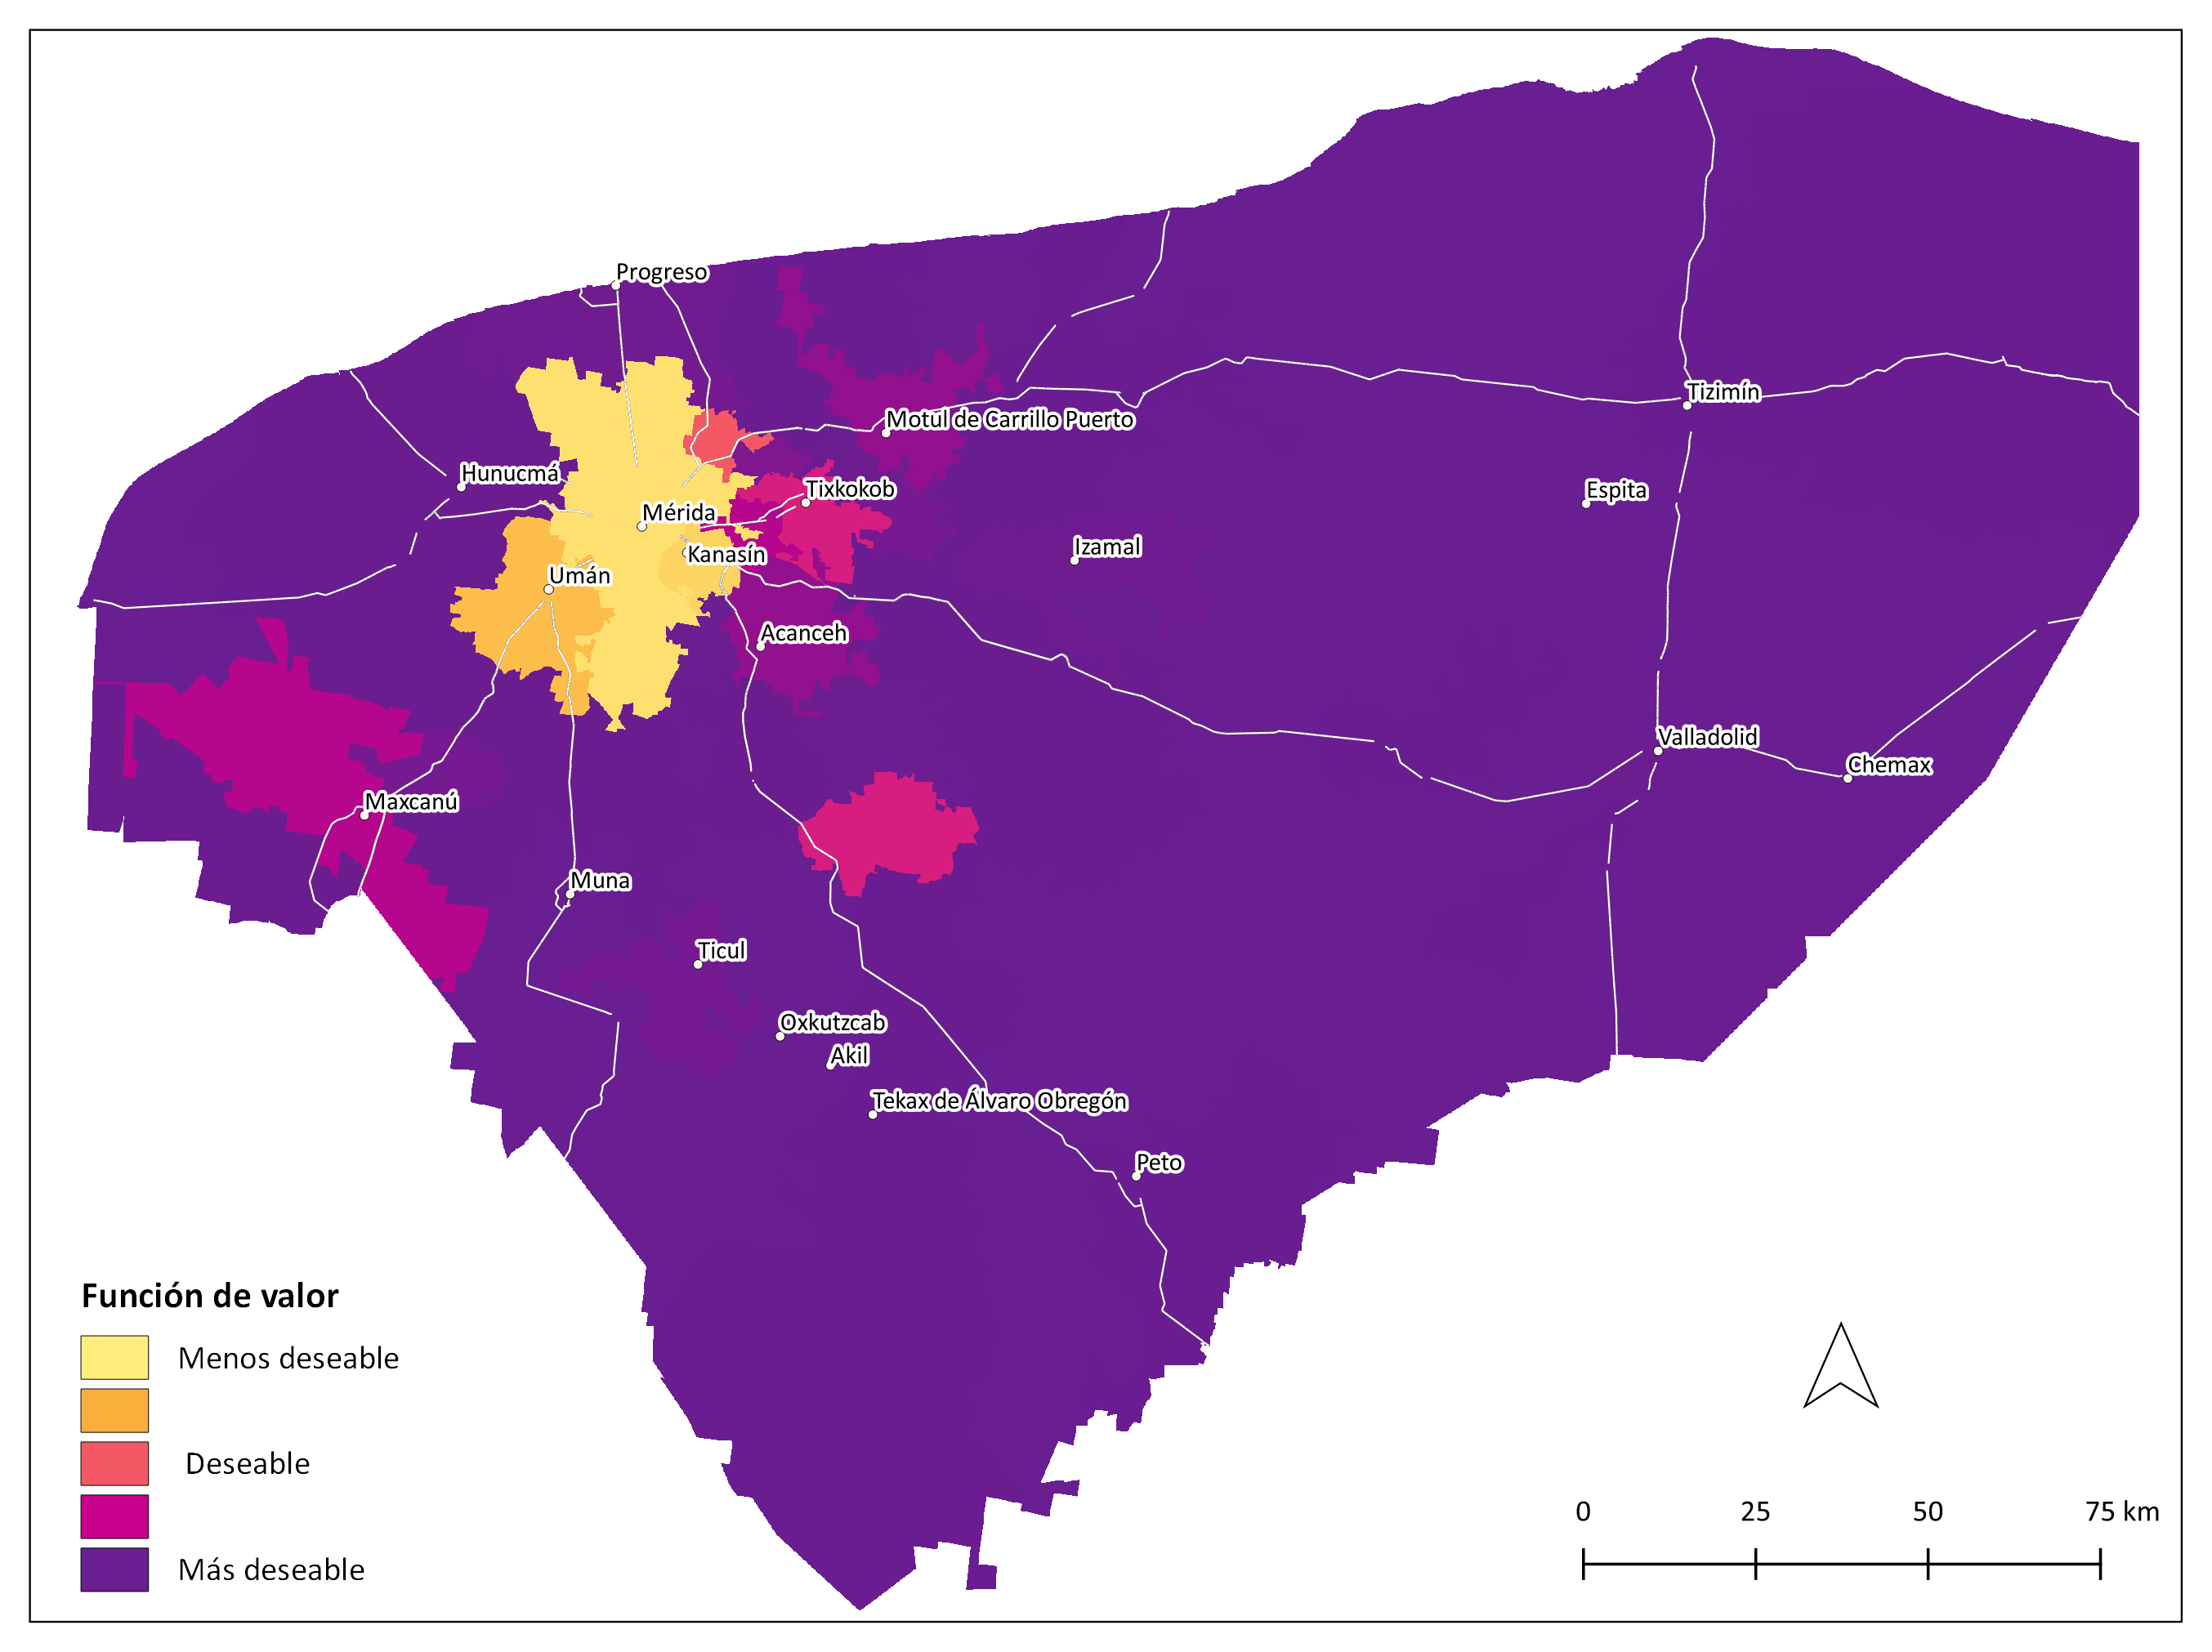 Progreso
Tizimín
Motul de Carrillo Puerto
Hunucmá
Tixkokob
Espita
Mérida
Izamal
Kanasín
Umán
Acanceh
Valladolid
Chemax
Maxcanú
Muna
Ticul
Oxkutzcab
Akil
Tekax de Álvaro Obregón
Peto
Función de valor
Menos deseable
Deseable
Más deseable
0 25 50 75 km